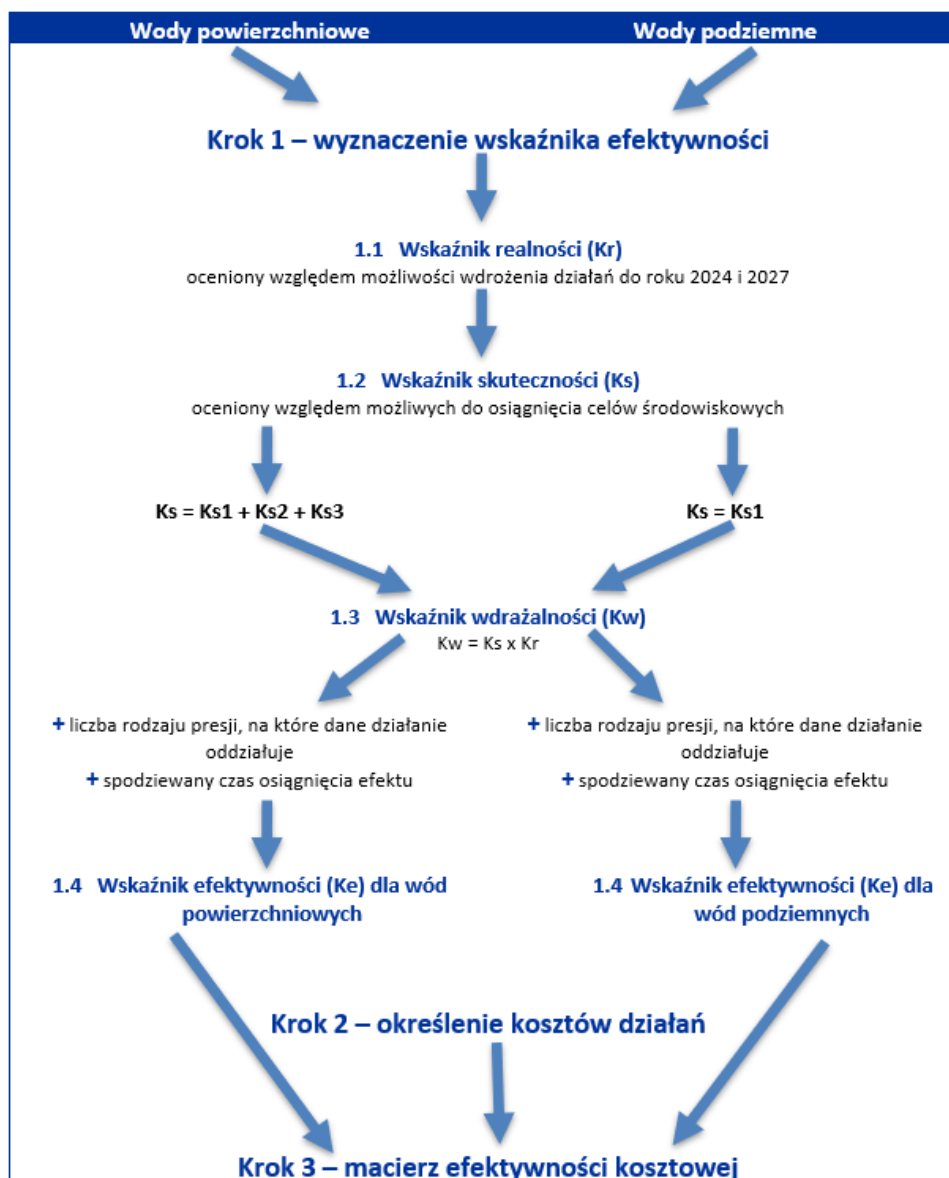 Wody powierzchniowe
Wody podziemne
Krok 1 – wyznaczenie wskaźnika efektywności
1.1 Wskaźnik realności (Kr)
oceniony względem możliwości wdrożenia działań do roku 2024 i 2027
1.2 Wskaźnik skuteczności (Ks)
oceniony względem możliwych do osiągnięcia celów środowiskowych
Ks = Ks1 + Ks2 + Ks3
Ks = Ks1
1.3 Wskaźnik wdrażalności (Kw)
Kw = Ks x Kr
+ liczba rodzaju presji, na które dane działanie
oddziałuje
+ spodziewany czas osiągnięcia efektu
+ liczba rodzaju presji, na które dane działanie
oddziałuje
+ spodziewany czas osiągnięcia efektu
1.4 Wskaźnik efektywności (Ke) dla wód
powierzchniowych
1.4 Wskaźnik efektywności (Ke) dla
wód podziemnych
Krok 2 – określenie kosztów działań
Krok 3 – macierz efektywności kosztowej